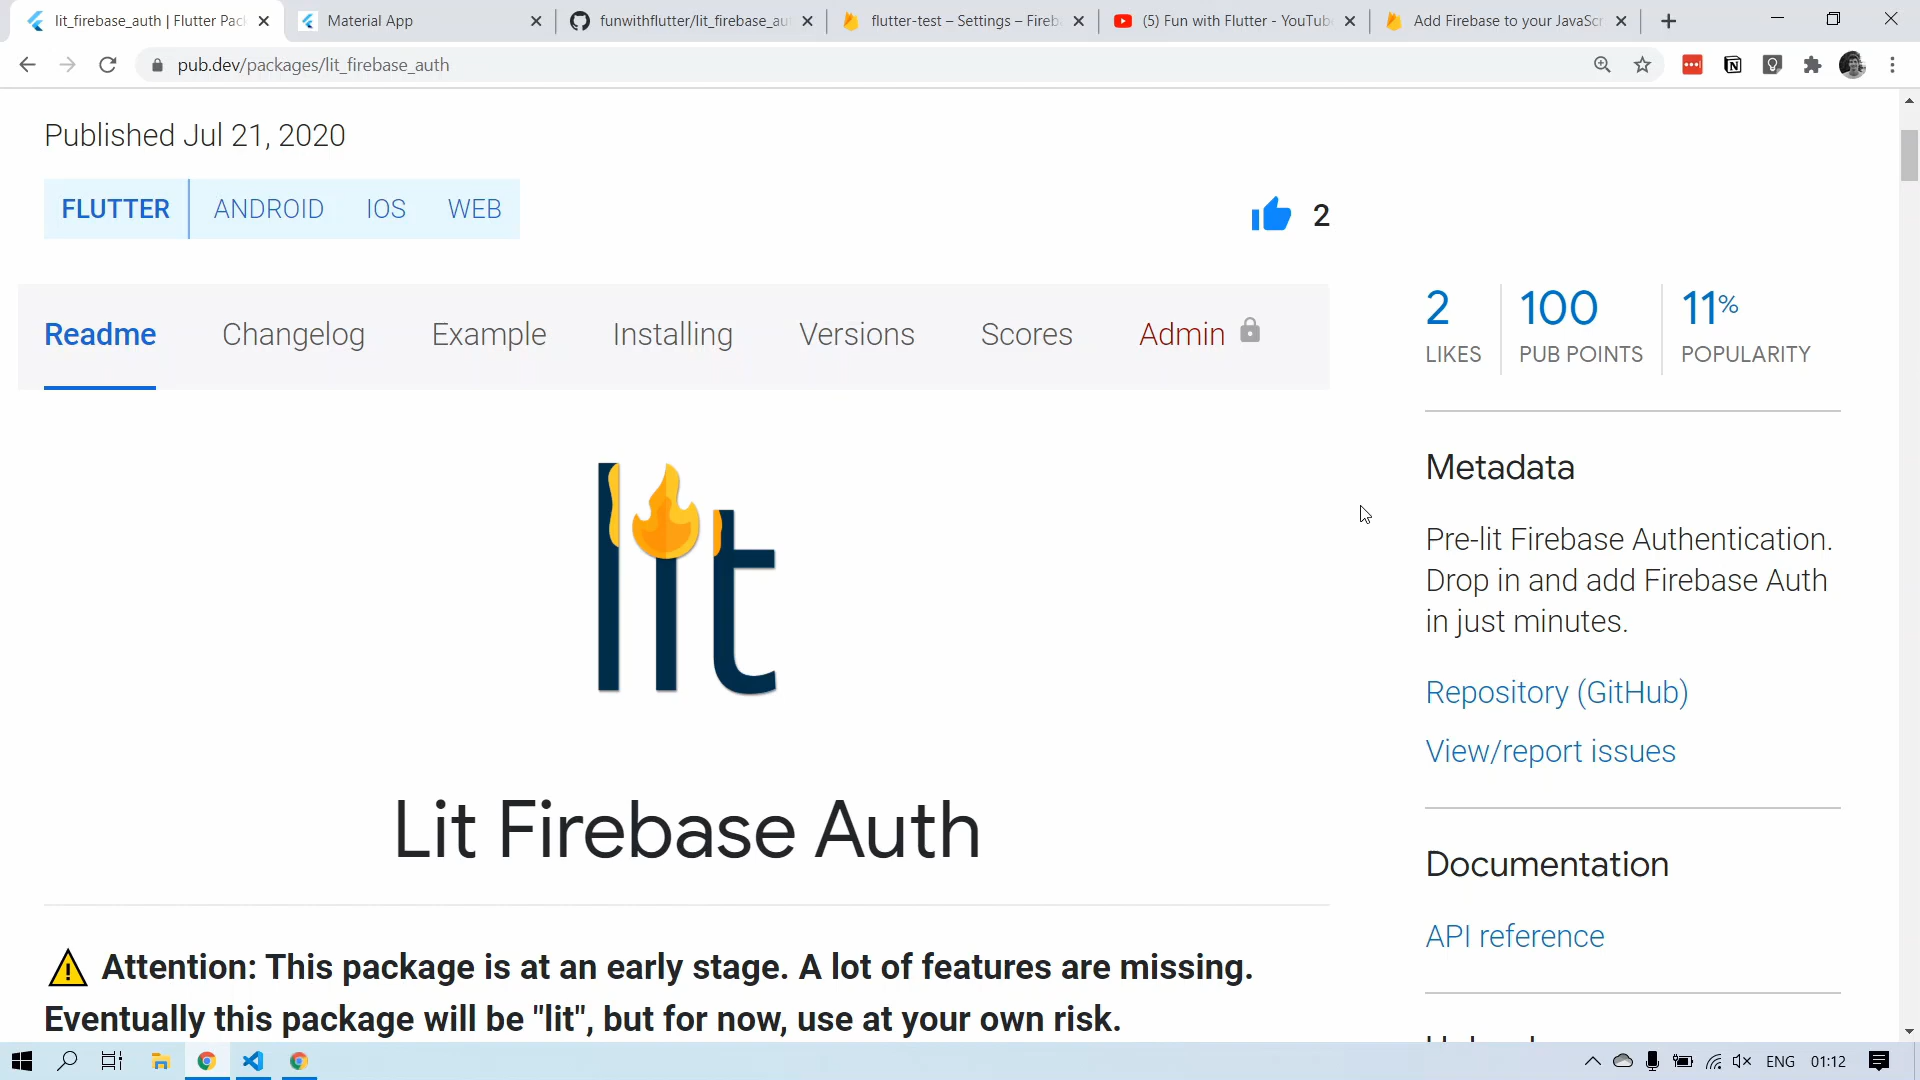 lit_firebase_auth | Flutter Pac
Material App
funwithflutter/lit_firebase_au
flutter-test – Settings – Fireb
(5) Fun with Flutter - YouTub
Add Firebase to your JavaScr
pub.dev/packages/lit_firebase_auth
Published Jul 21, 2020
FLUTTER ANDROID IOS WEB
2
Readme Changelog Example Installing Versions Scores Admin
2 LIKES
100 PUB POINTS
11% POPULARITY
lit
Lit Firebase Auth
Attention: This package is at an early stage. A lot of features are missing.
Eventually this package will be "lit", but for now, use at your own risk.
Metadata
Pre-lit Firebase Authentication.
Drop in and add Firebase Auth
in just minutes.
Repository (GitHub)
View/report issues
Documentation
API reference
ENG 01:12